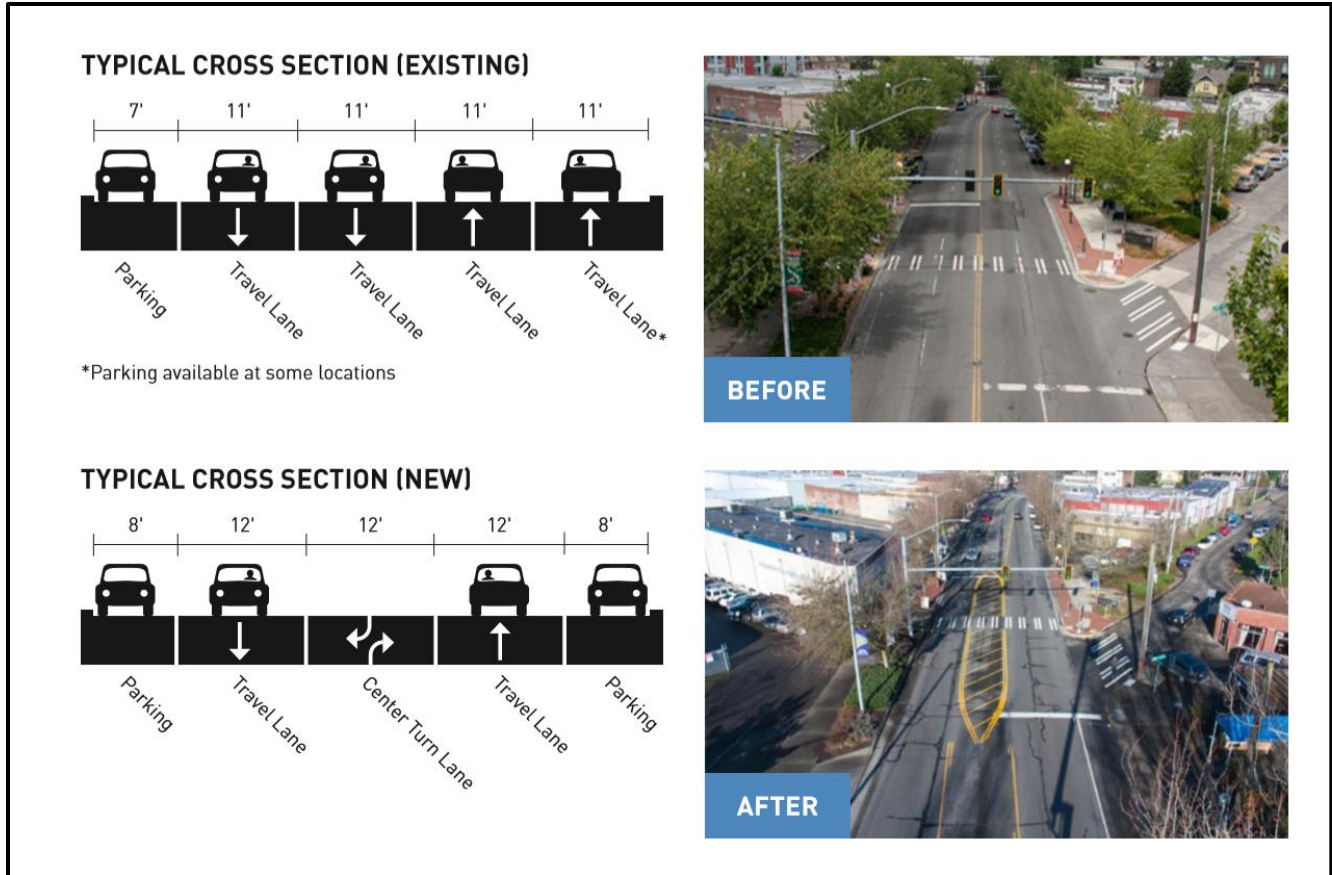 TYPICAL CROSS SECTION (EXISTING)
7' 11' 11' 11' 11'
Parking
Travel Lane
Travel Lane
Travel Lane
Travel Lane*
*Parking available at some locations
BEFORE
TYPICAL CROSS SECTION (NEW)
8' 12' 12' 12' 8'
Parking
Travel Lane
Center Turn Lane
Travel Lane
Parking
AFTER